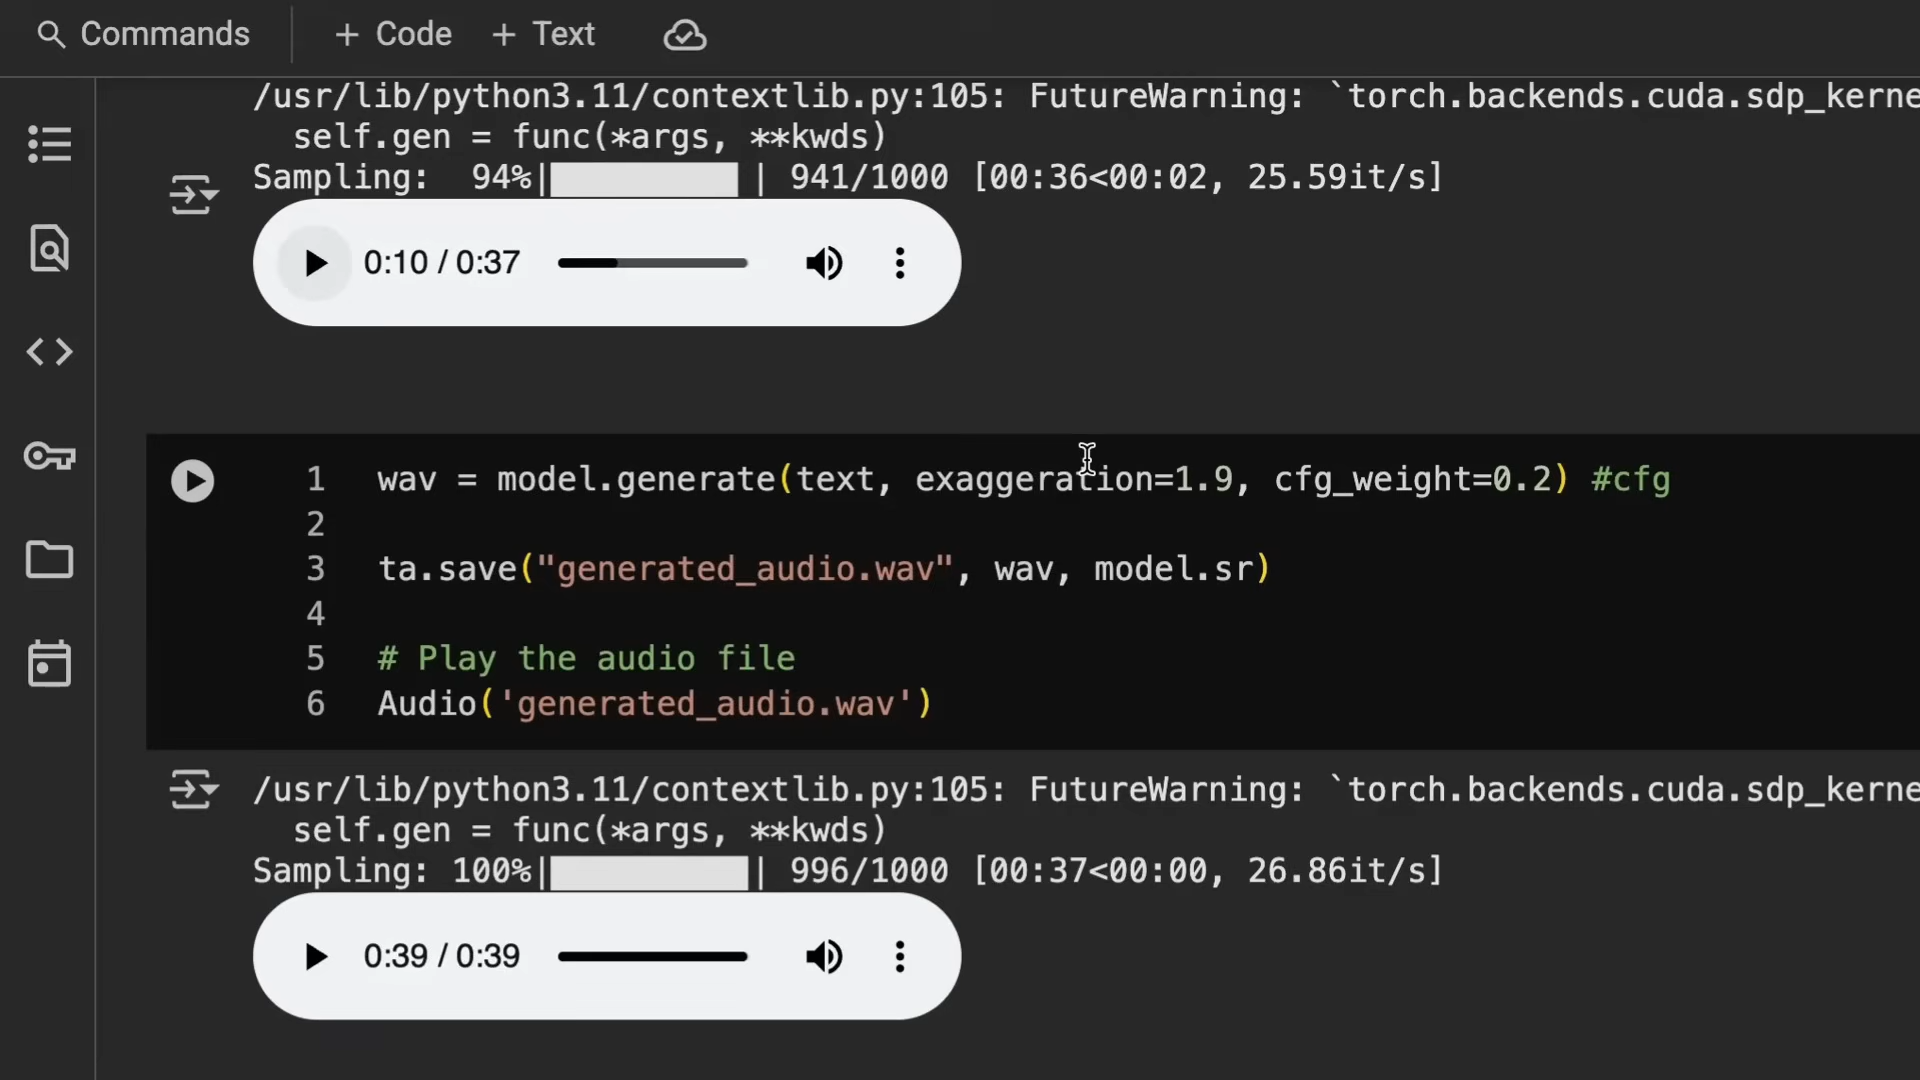 Commands + Code + Text
/usr/lib/python3.11/contextlib.py:105: FutureWarning: `torch.backends.cuda.sdp_kerne
self.gen = func(*args, **kwds)
Sampling: 94%| | 941/1000 [00:36<00:02, 25.59it/s]
0:10 / 0:37
1 wav = model.generate(text, exaggeration=1.9, cfg_weight=0.2) #cfg
2
3 ta.save("generated_audio.wav", wav, model.sr)
4
5 # Play the audio file
6 Audio('generated_audio.wav')
/usr/lib/python3.11/contextlib.py:105: FutureWarning: `torch.backends.cuda.sdp_kerne
self.gen = func(*args, **kwds)
Sampling: 100%| | 996/1000 [00:37<00:00, 26.86it/s]
0:39 / 0:39